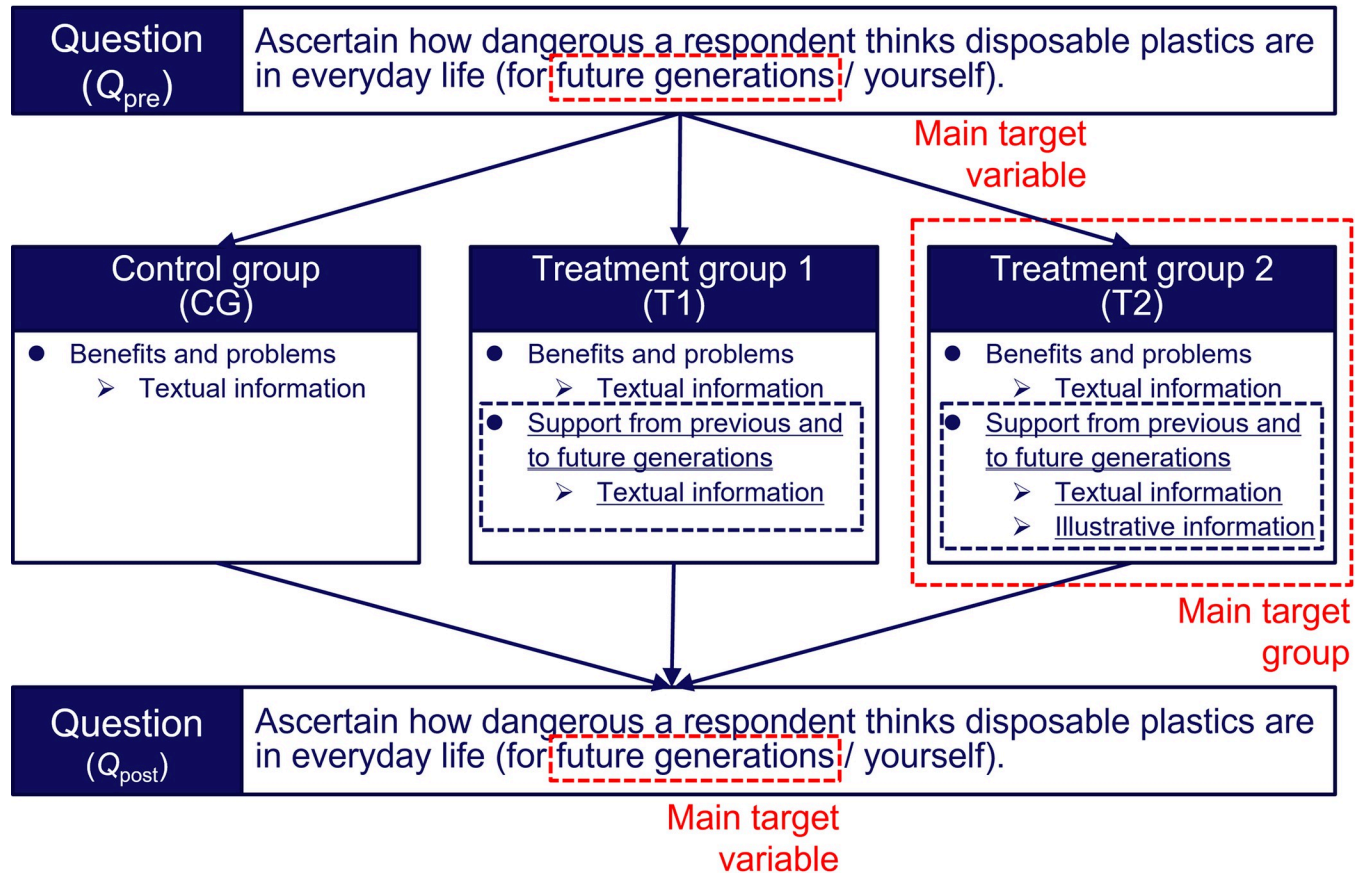 Question
(Qpre)
Ascertain how dangerous a respondent thinks disposable plastics are
in everyday life (for future generations / yourself).
Main target
variable
Control group
(CG)
● Benefits and problems
➢ Textual information
Treatment group 1
(T1)
● Benefits and problems
➢ Textual information
● Support from previous and
to future generations
➢ Textual information
Treatment group 2
(T2)
● Benefits and problems
➢ Textual information
● Support from previous and
to future generations
➢ Textual information
➢ Illustrative information
Main target
group
Question
(Qpost)
Ascertain how dangerous a respondent thinks disposable plastics are
in everyday life (for future generations / yourself).
Main target
variable